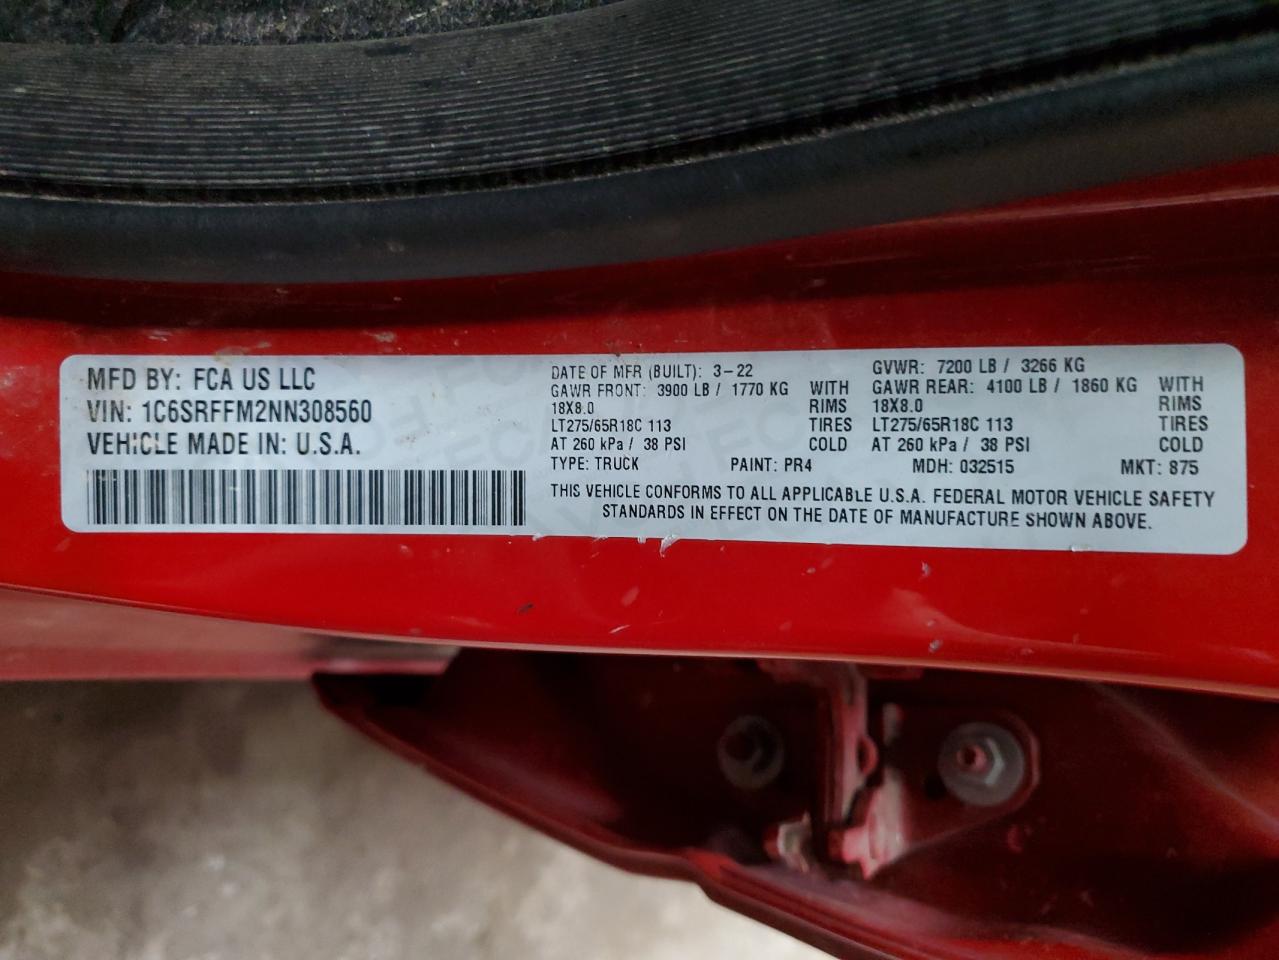 MFD BY: FCA US LLC
VIN: 1C6SRFFM2NN308560
VEHICLE MADE IN: U.S.A.
DATE OF MFR (BUILT): 3-22
GAWR FRONT: 3900 LB / 1770 KG WITH
18X8.0 RIMS
LT275/65R18C 113 TIRES
AT 260 kPa / 38 PSI COLD
TYPE: TRUCK PAINT: PR4 MDH: 032515 MKT: 875
GVWR: 7200 LB / 3266 KG
GAWR REAR: 4100 LB / 1860 KG WITH
18X8.0 RIMS
LT275/65R18C 113 TIRES
AT 260 kPa / 38 PSI COLD
THIS VEHICLE CONFORMS TO ALL APPLICABLE U.S.A. FEDERAL MOTOR VEHICLE SAFETY
STANDARDS IN EFFECT ON THE DATE OF MANUFACTURE SHOWN ABOVE.